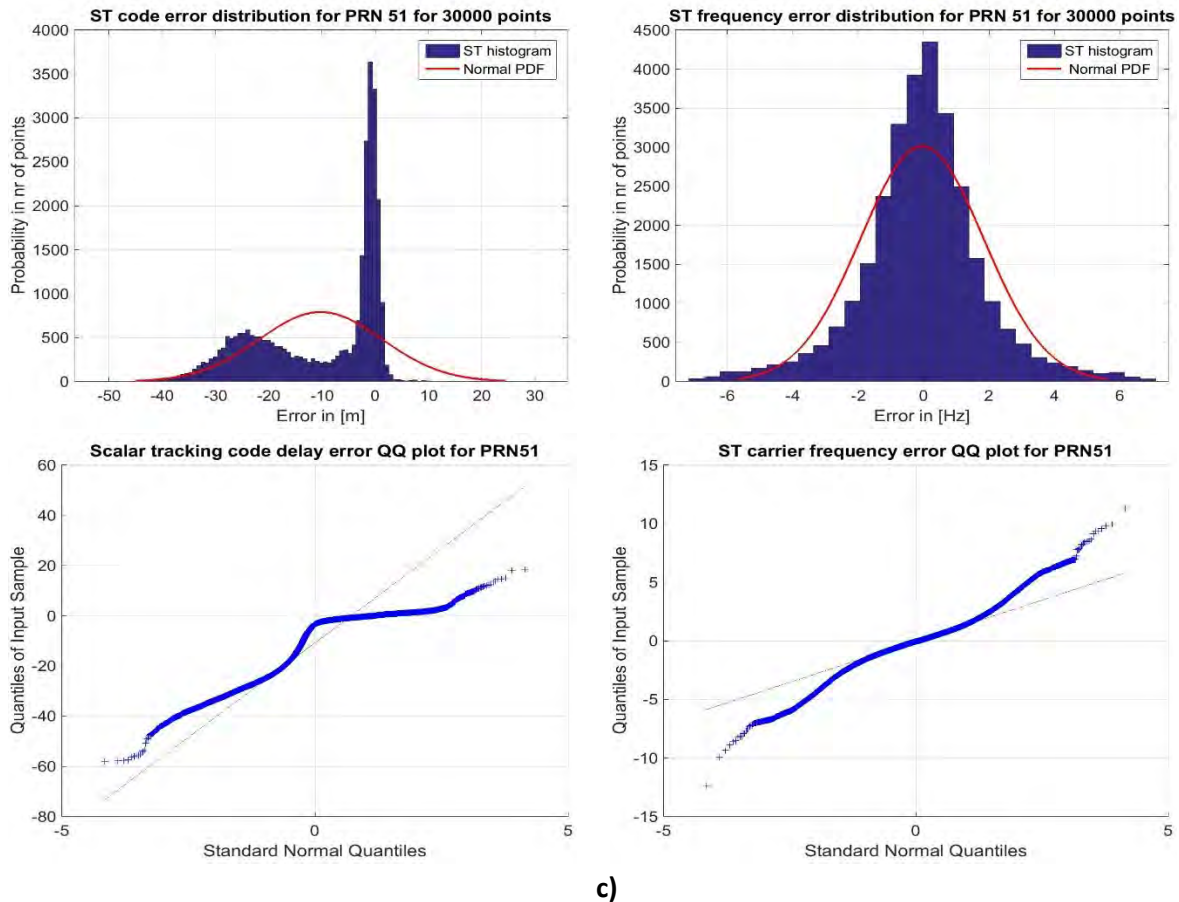 ST code error distribution for PRN 51 for 30000 points
4000
3500
3000
2500
2000
1500
1000
500
0
Probability in nr of points
ST histogram
Normal PDF
-50 -40 -30 -20 -10 0 10 20 30
Error in [m]
ST frequency error distribution for PRN 51 for 30000 points
4500
4000
3500
3000
2500
2000
1500
1000
500
0
Probability in nr of points
ST histogram
Normal PDF
-6 -4 -2 0 2 4 6
Error in [Hz]
Scalar tracking code delay error QQ plot for PRN51
60
40
20
0
-20
-40
-60
-80
Quantiles of Input Sample
-5 0 5
Standard Normal Quantiles
ST carrier frequency error QQ plot for PRN51
15
10
5
0
-5
-10
-15
Quantiles of Input Sample
-5 0 5
Standard Normal Quantiles
c)